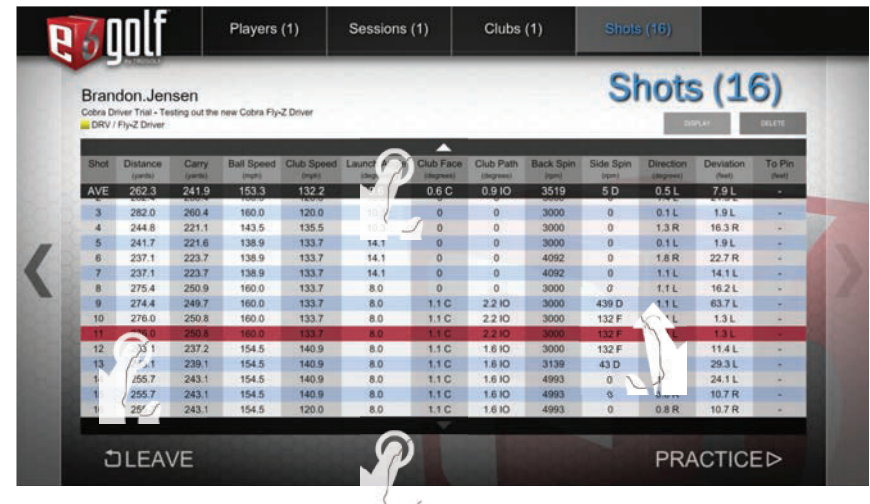 e6golf
Players (1) Sessions (1) Clubs (1) Shots (16)
Brandon.Jensen
Cobra Driver Trial - Testing out the new Cobra Fly-Z Driver
DRV / Fly-Z Driver
Shots (16)
DISPLAY DELETE
Shot Distance Carry Ball Speed Club Speed Launch Club Face Club Path Back Spin Side Spin Direction Deviation To Pin
(yards) (yards) (mph) (mph) (degrees) (degrees) (rpm) (rpm) (degrees) (feet) (feet)
AVE 262.3 241.9 153.3 132.2 0.6 C 0.9 IO 3519 5 D 0.5 L 7.9 L -
3 282.0 260.4 160.0 120.0 0 0 3000 0 0.1 L 1.9 L -
4 244.8 221.1 143.5 135.5 0 0 3000 0 1.3 R 16.3 R -
5 241.7 221.6 138.9 133.7 14.1 0 0 3000 0 0.1 L 1.9 L -
6 237.1 223.7 138.9 133.7 14.1 0 0 4092 0 1.8 R 22.7 R -
7 237.1 223.7 138.9 133.7 14.1 0 0 4092 0 1.1 L 14.1 L -
8 275.4 250.9 160.0 133.7 8.0 0 0 3000 0 1.1 L 16.2 L -
9 274.4 249.7 160.0 133.7 8.0 1.1 C 2.2 IO 3000 439 D 1.1 L 63.7 L -
10 276.0 250.8 160.0 133.7 8.0 1.1 C 2.2 IO 3000 132 F 1.3 L -
11 250.8 160.0 133.7 8.0 1.1 C 2.2 IO 3000 132 F 1.3 L -
12 237.2 154.5 140.9 8.0 1.1 C 1.6 IO 3000 132 F 11.4 L -
13 239.1 154.5 140.9 8.0 1.1 C 1.6 IO 3139 43 D 29.3 L -
255.7 243.1 154.5 140.9 8.0 1.1 C 1.6 IO 4993 0 24.1 L -
255.7 243.1 154.5 140.9 8.0 1.1 C 1.6 IO 4993 0 10.7 R -
243.1 154.5 120.0 8.0 1.1 C 1.6 IO 4993 0 0.8 R 10.7 R -
LEAVE PRACTICE